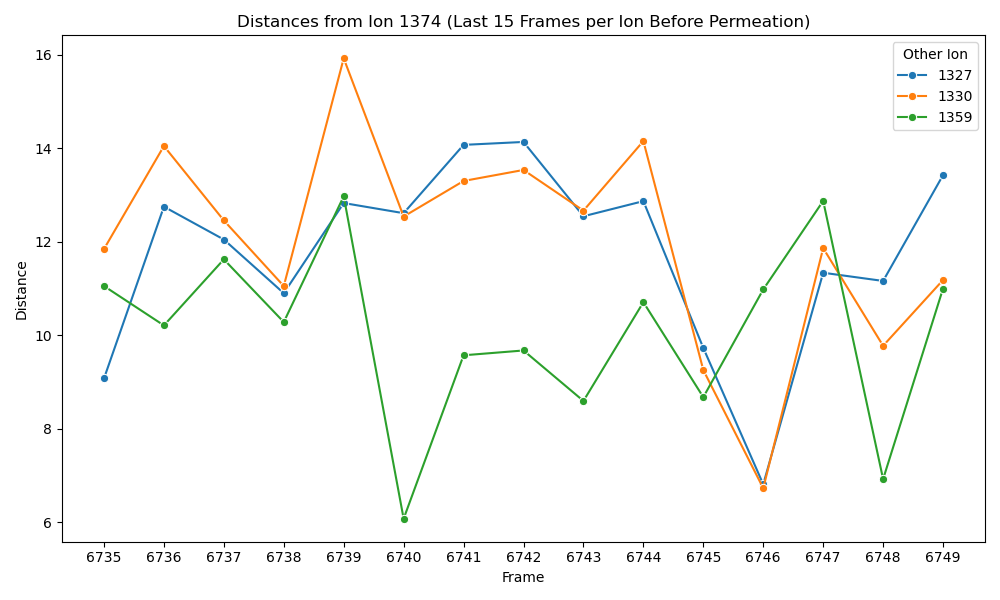 Distances from Ion 1374 (Last 15 Frames per Ion Before Permeation)
Other Ion
1327
1330
1359
Distance
16
14
12
10
8
6
6735 6736 6737 6738 6739 6740 6741 6742 6743 6744 6745 6746 6747 6748 6749
Frame